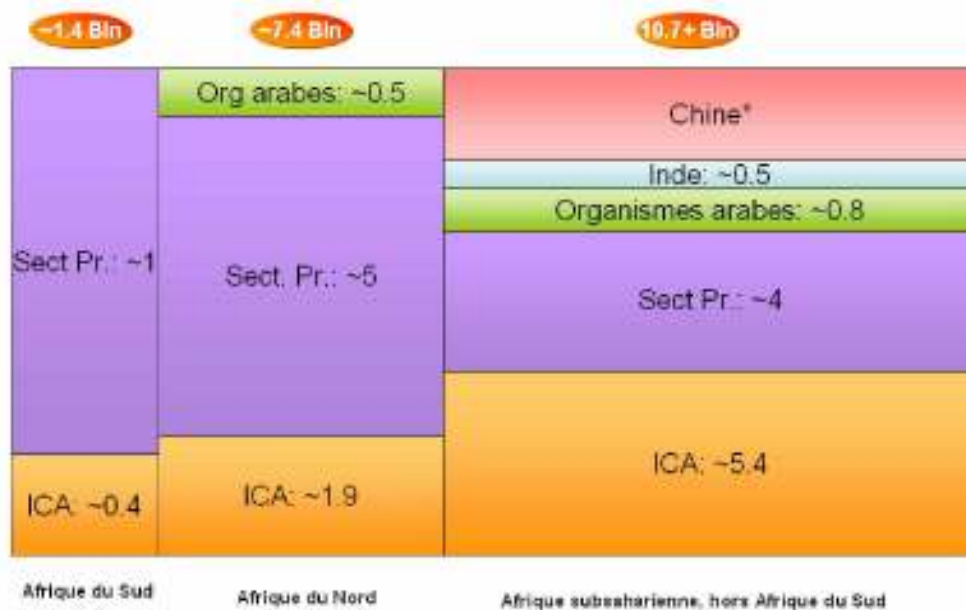 ~1.4 Bln
~7.4 Bln
10.7+ Bln
Org arabes: ~0.5
Chine*
Inde: ~0.5
Organismes arabes: ~0.8
Sect Pr.: ~1
Sect. Pr.: ~5
Sect Pr.: ~4
ICA: ~0.4
ICA: ~1.9
ICA: ~5.4
Afrique du Sud
Afrique du Nord
Afrique subsaharienne, hors Afrique du Sud